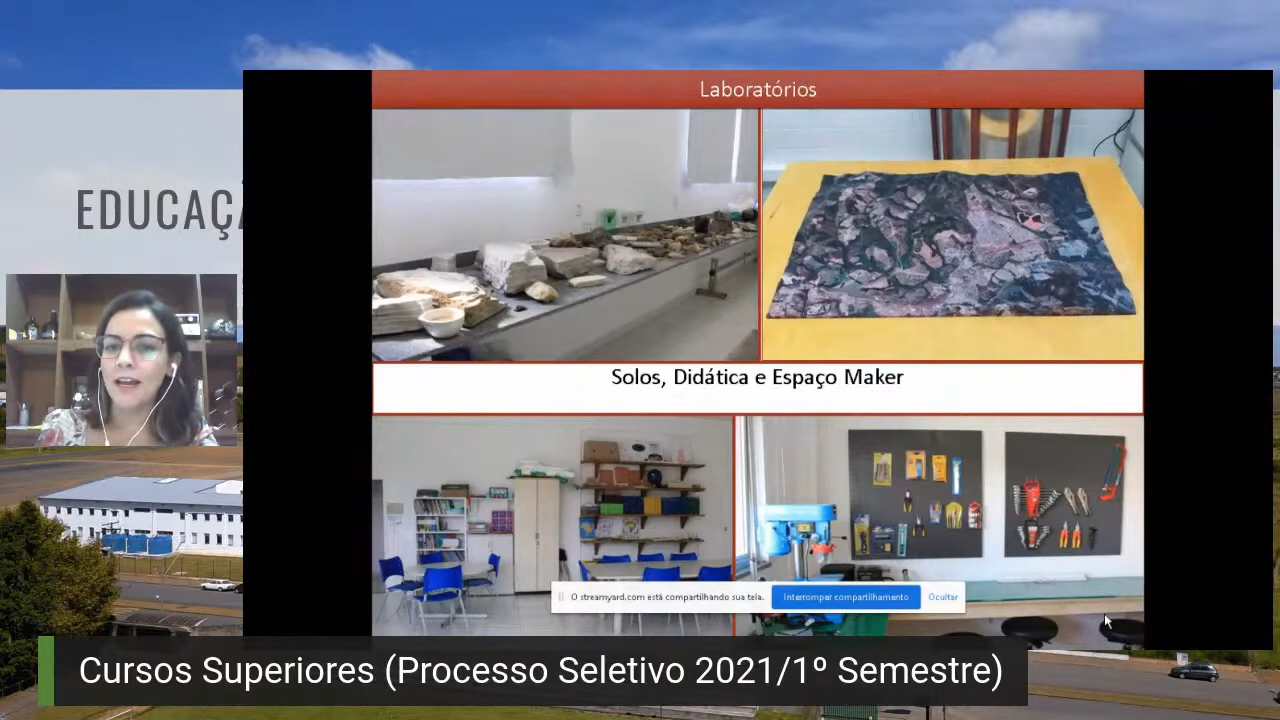 Laboratórios
EDUCAÇÃ
Solos, Didática e Espaço Maker
O streamyard.com está compartilhando sua tela.
Interromper compartilhamento
Ocultar
Cursos Superiores (Processo Seletivo 2021/1º Semestre)